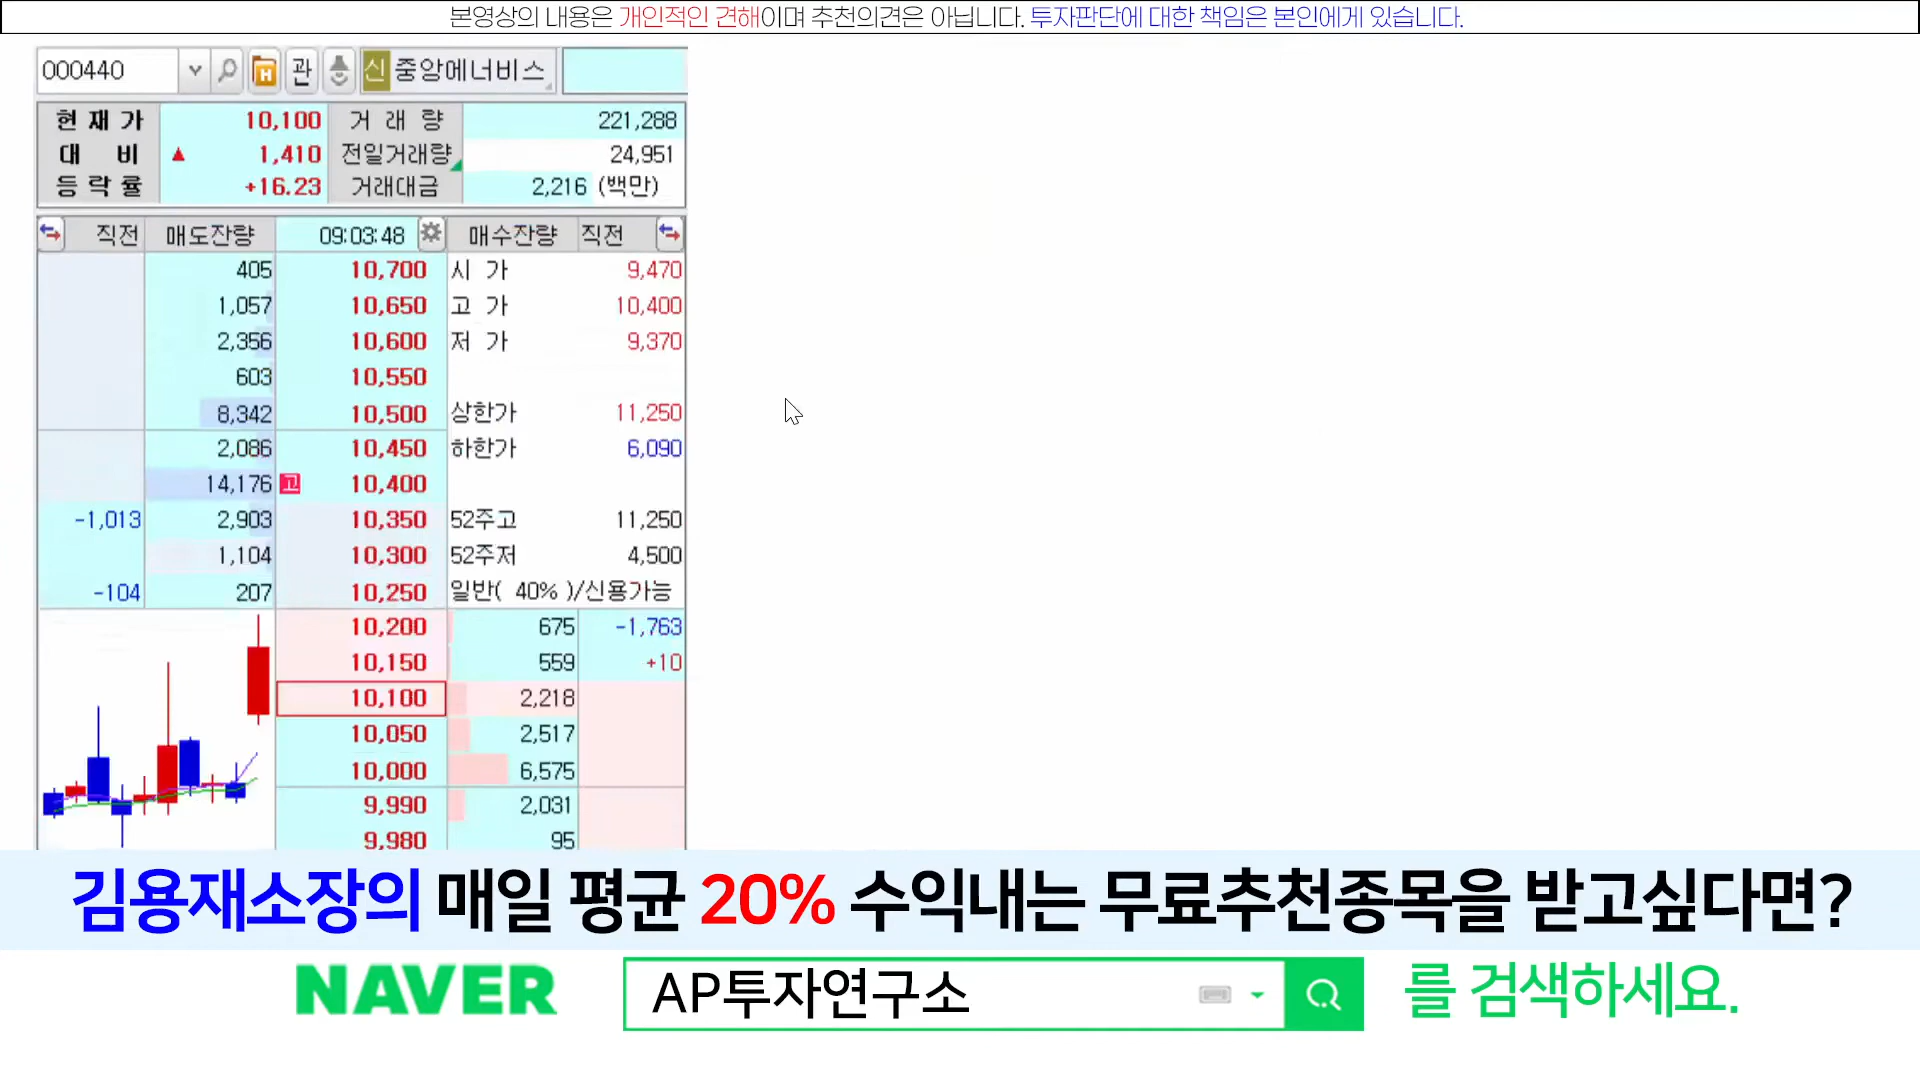 본영상의 내용은 개인적인 견해이며 추천의견은 아닙니다. 투자판단에 대한 책임은 본인에게 있습니다.
000440 관 신 중앙에너비스
현재가 10,100 거래량 221,288
대비 ▲ 1,410 전일거래량 24,951
등락률 +16.23 거래대금 2,216 (백만)
직전 매도잔량 09:03:48 매수잔량 직전
405 10,700 시가 9,470
1,057 10,650 고가 10,400
2,356 10,600 저가 9,370
603 10,550
8,342 10,500 상한가 11,250
2,086 10,450 하한가 6,090
14,176 고 10,400
-1,013 2,903 10,350 52주고 11,250
1,104 10,300 52주저 4,500
-104 207 10,250 일반( 40% )/신용가능
10,200 675 -1,763
10,150 559 +10
10,100 2,218
10,050 2,517
10,000 6,575
9,990 2,031
9,980 95
김용재소장의 매일 평균 20% 수익내는 무료추천종목을 받고싶다면?
NAVER AP투자연구소 를 검색하세요.